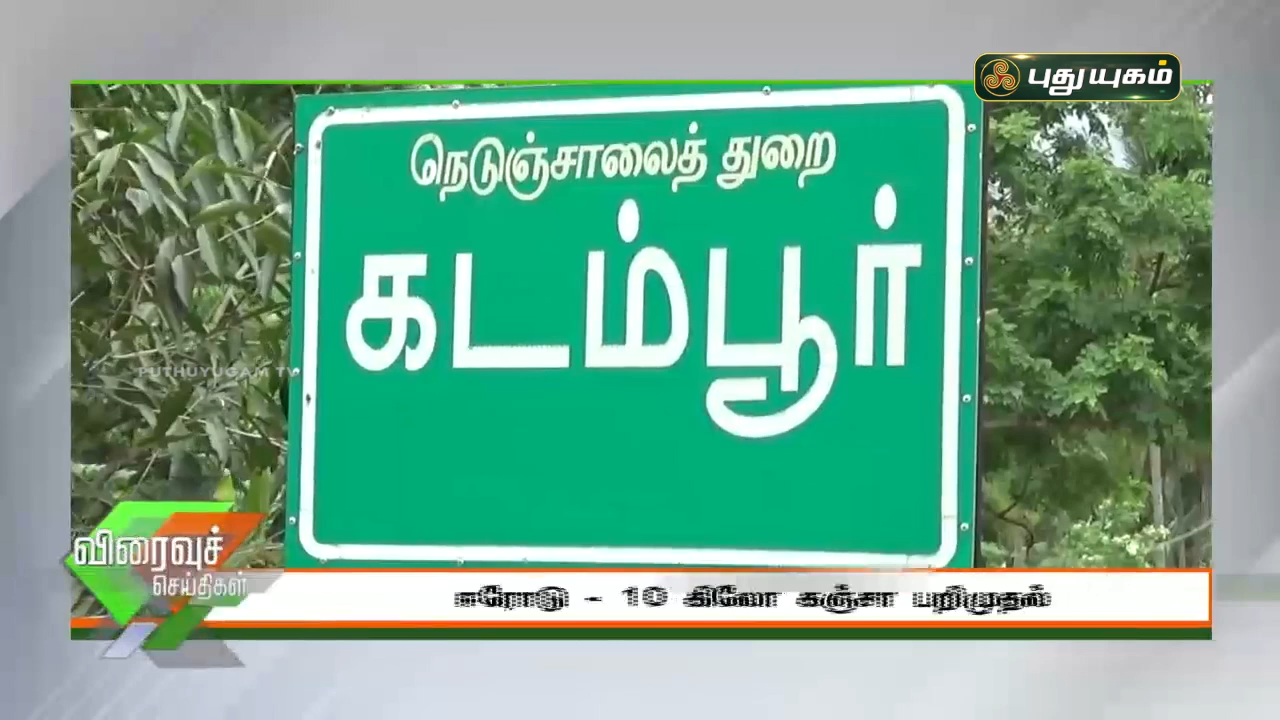 புதுயுகம்
நெடுஞ்சாலைத் துறை
கடம்பூர்
PUTHUYUGAM TV
விரைவுச்
செய்திகள்
ஈரோடு - 10 கிலோ கஞ்சா பறிமுதல்